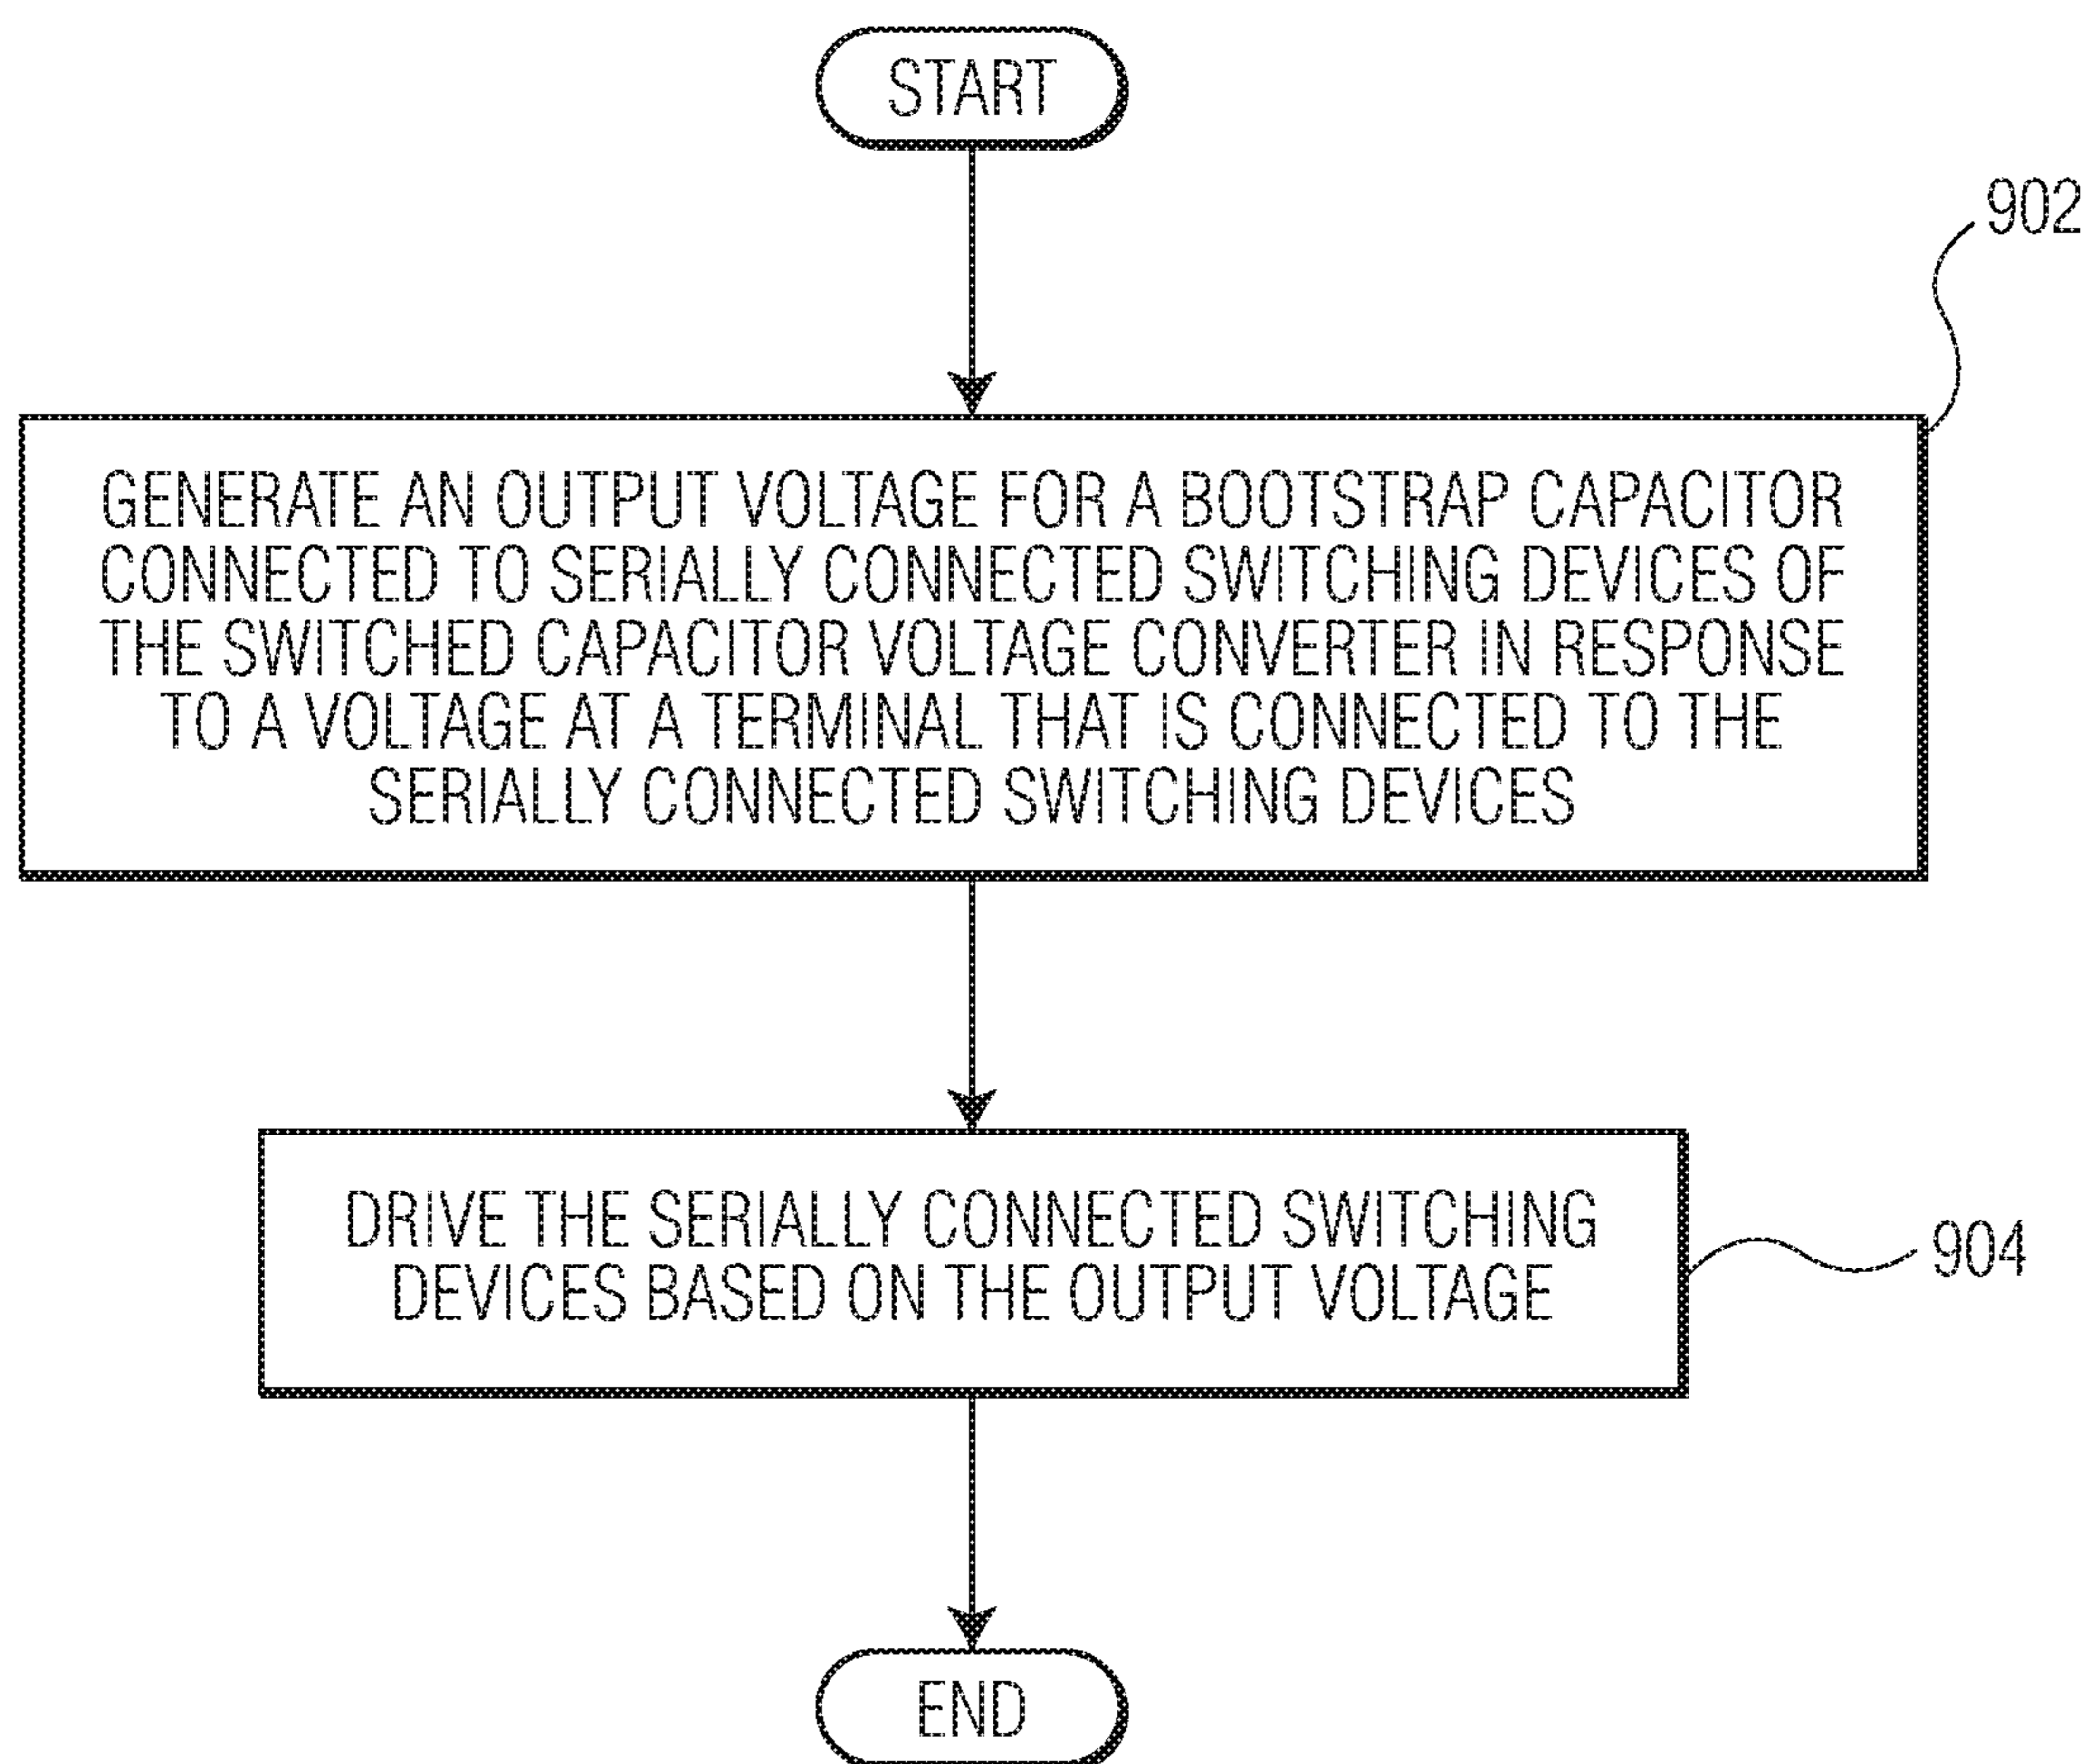 START
902
GENERATE AN OUTPUT VOLTAGE FOR A BOOTSTRAP CAPACITOR
CONNECTED TO SERIALLY CONNECTED SWITCHING DEVICES OF
THE SWITCHED CAPACITOR VOLTAGE CONVERTER IN RESPONSE
TO A VOLTAGE AT A TERMINAL THAT IS CONNECTED TO THE
SERIALLY CONNECTED SWITCHING DEVICES
DRIVE THE SERIALLY CONNECTED SWITCHING
DEVICES BASED ON THE OUTPUT VOLTAGE
904
END